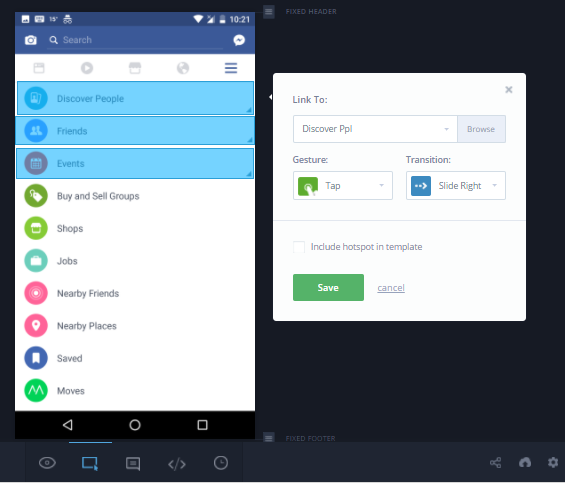 15°
10:21
FIXED HEADER
Search
Discover People
Friends
Events
Buy and Sell Groups
Shops
Jobs
Nearby Friends
Nearby Places
Saved
Moves
Link To:
Discover Ppl
Browse
Gesture:
Transition:
Tap
Slide Right
Include hotspot in template
Save
cancel
FIXED FOOTER